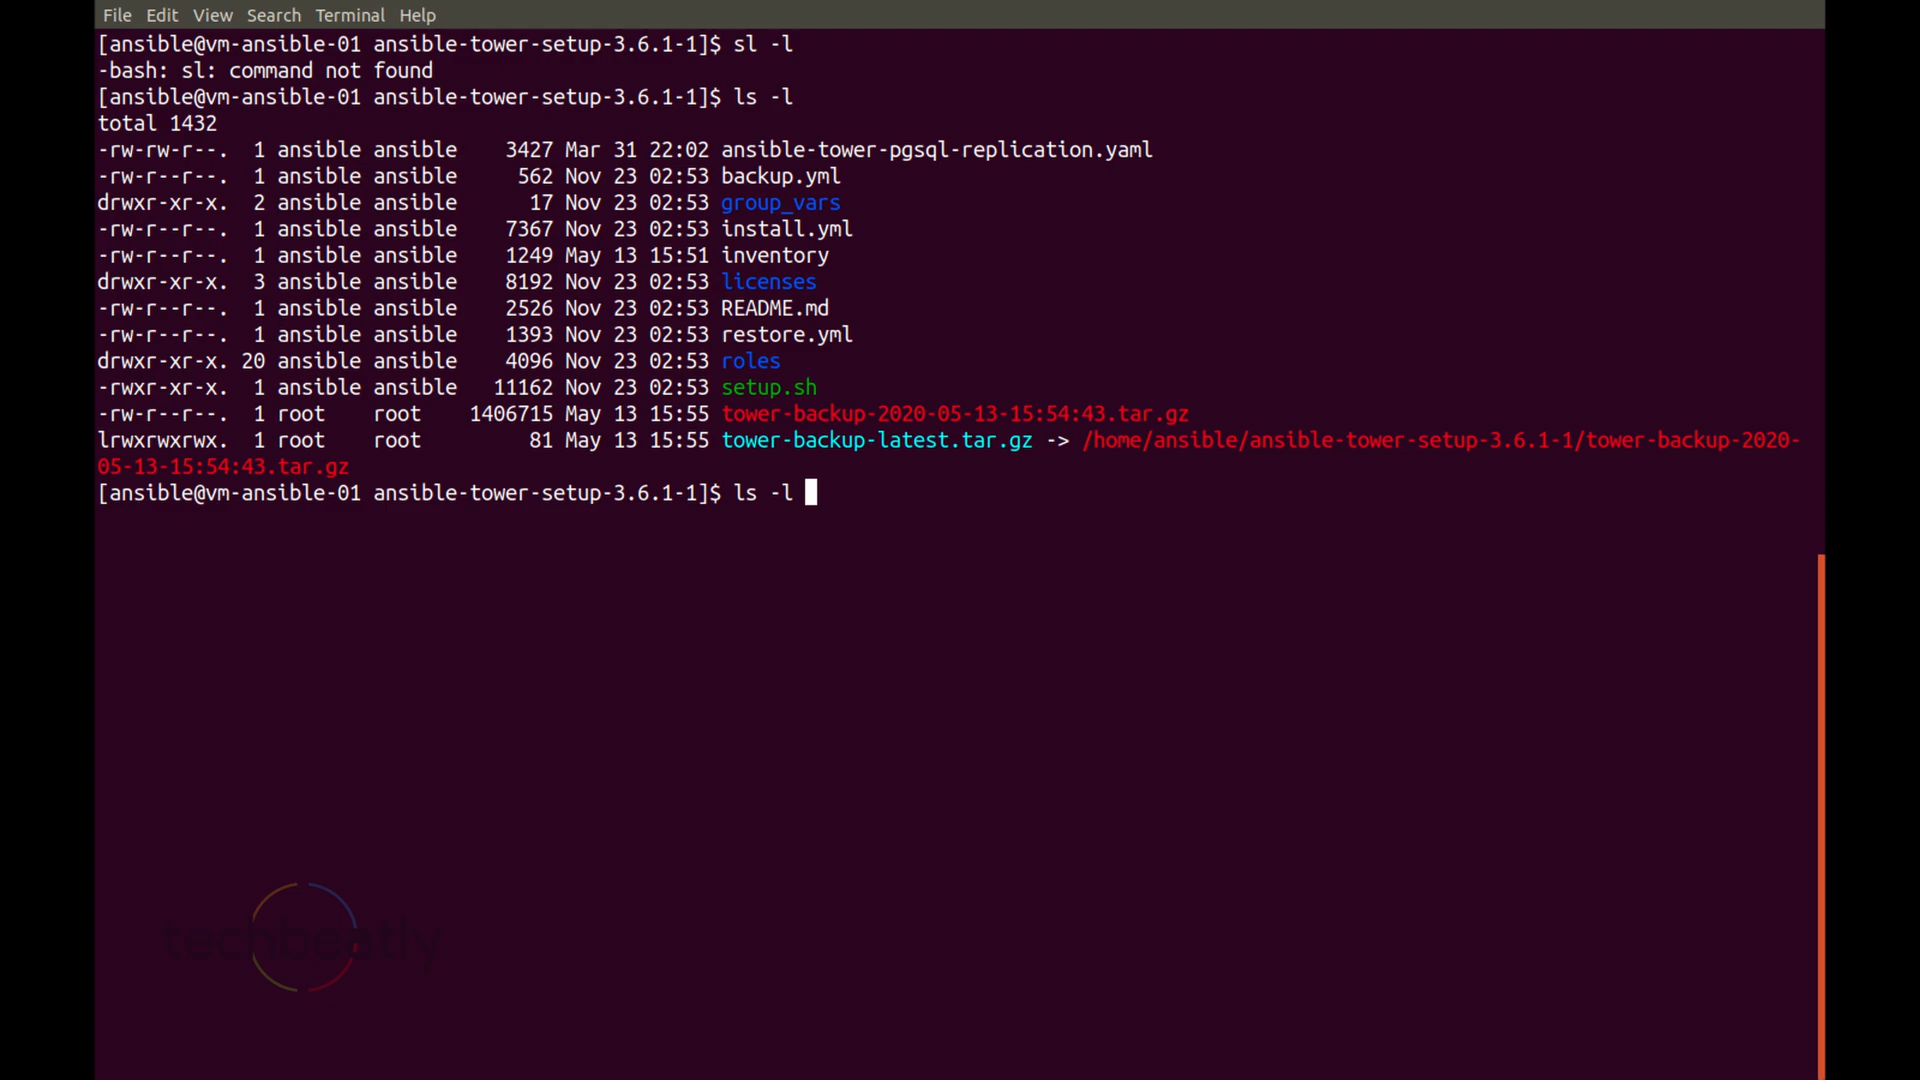 File Edit View Search Terminal Help
[ansible@vm-ansible-01 ansible-tower-setup-3.6.1-1]$ sl -l
-bash: sl: command not found
[ansible@vm-ansible-01 ansible-tower-setup-3.6.1-1]$ ls -l
total 1432
-rw-rw-r--.  1 ansible ansible    3427 Mar 31 22:02 ansible-tower-pgsql-replication.yaml
-rw-r--r--.  1 ansible ansible     562 Nov 23 02:53 backup.yml
drwxr-xr-x.  2 ansible ansible      17 Nov 23 02:53 group_vars
-rw-r--r--.  1 ansible ansible    7367 Nov 23 02:53 install.yml
-rw-r--r--.  1 ansible ansible    1249 May 13 15:51 inventory
drwxr-xr-x.  3 ansible ansible    8192 Nov 23 02:53 licenses
-rw-r--r--.  1 ansible ansible    2526 Nov 23 02:53 README.md
-rw-r--r--.  1 ansible ansible    1393 Nov 23 02:53 restore.yml
drwxr-xr-x. 20 ansible ansible    4096 Nov 23 02:53 roles
-rwxr-xr-x.  1 ansible ansible   11162 Nov 23 02:53 setup.sh
-rw-r--r--.  1 root    root    1406715 May 13 15:55 tower-backup-2020-05-13-15:54:43.tar.gz
lrwxrwxrwx.  1 root    root         81 May 13 15:55 tower-backup-latest.tar.gz -> /home/ansible/ansible-tower-setup-3.6.1-1/tower-backup-2020-
05-13-15:54:43.tar.gz
[ansible@vm-ansible-01 ansible-tower-setup-3.6.1-1]$ ls -l
techbeatly